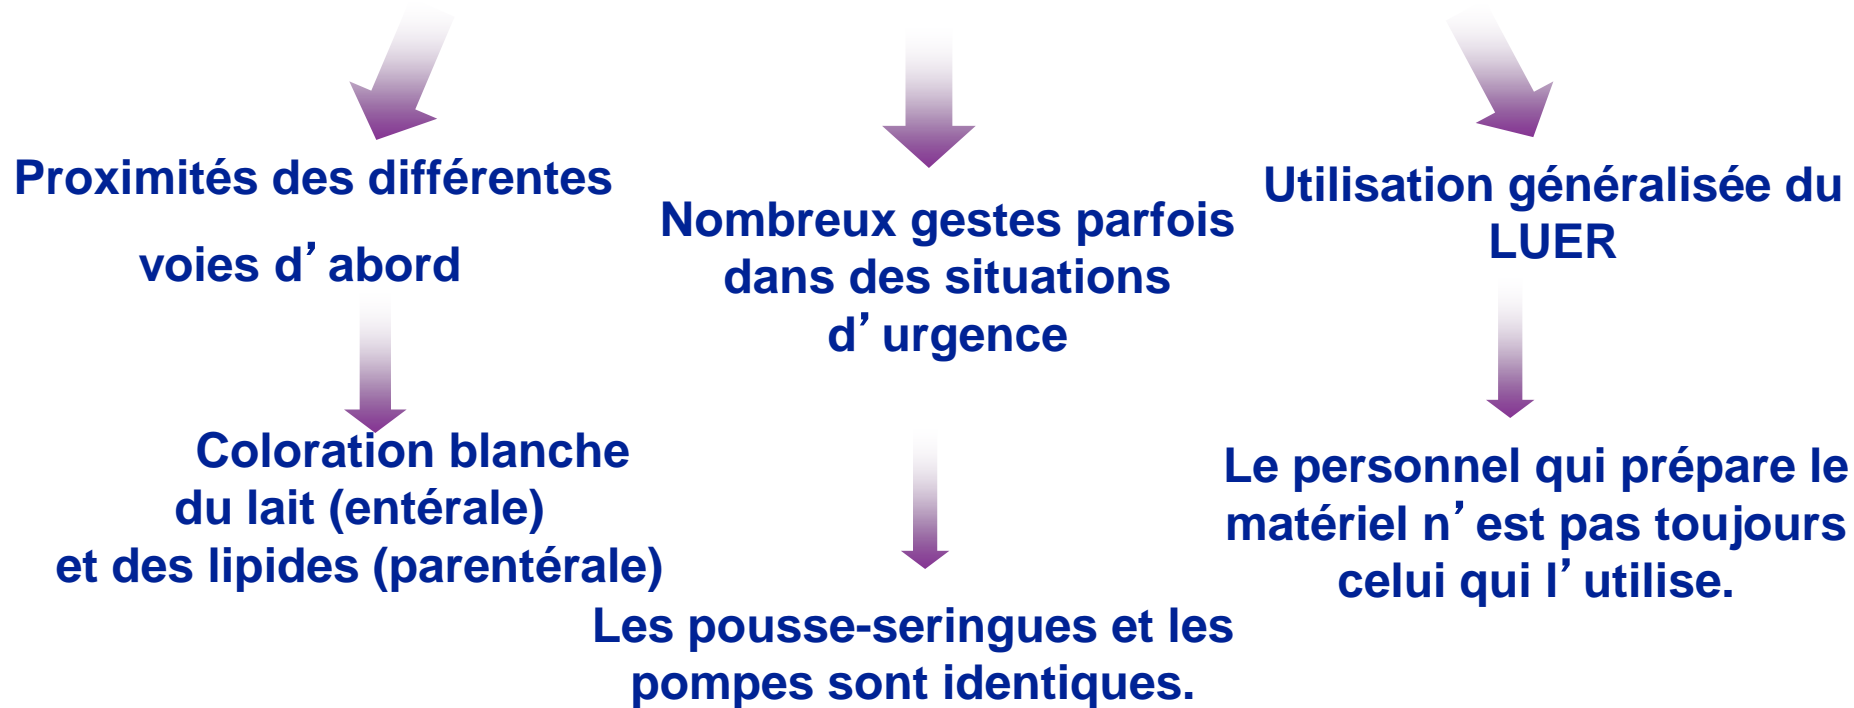 Proximités des différentes
voies d’ abord
Coloration blanche
du lait (entérale)
et des lipides (parentérale)
Nombreux gestes parfois
dans des situations
d’ urgence
Les pousse-seringues et les
pompes sont identiques.
Utilisation généralisée du
LUER
Le personnel qui prépare le
matériel n’ est pas toujours
celui qui l’ utilise.